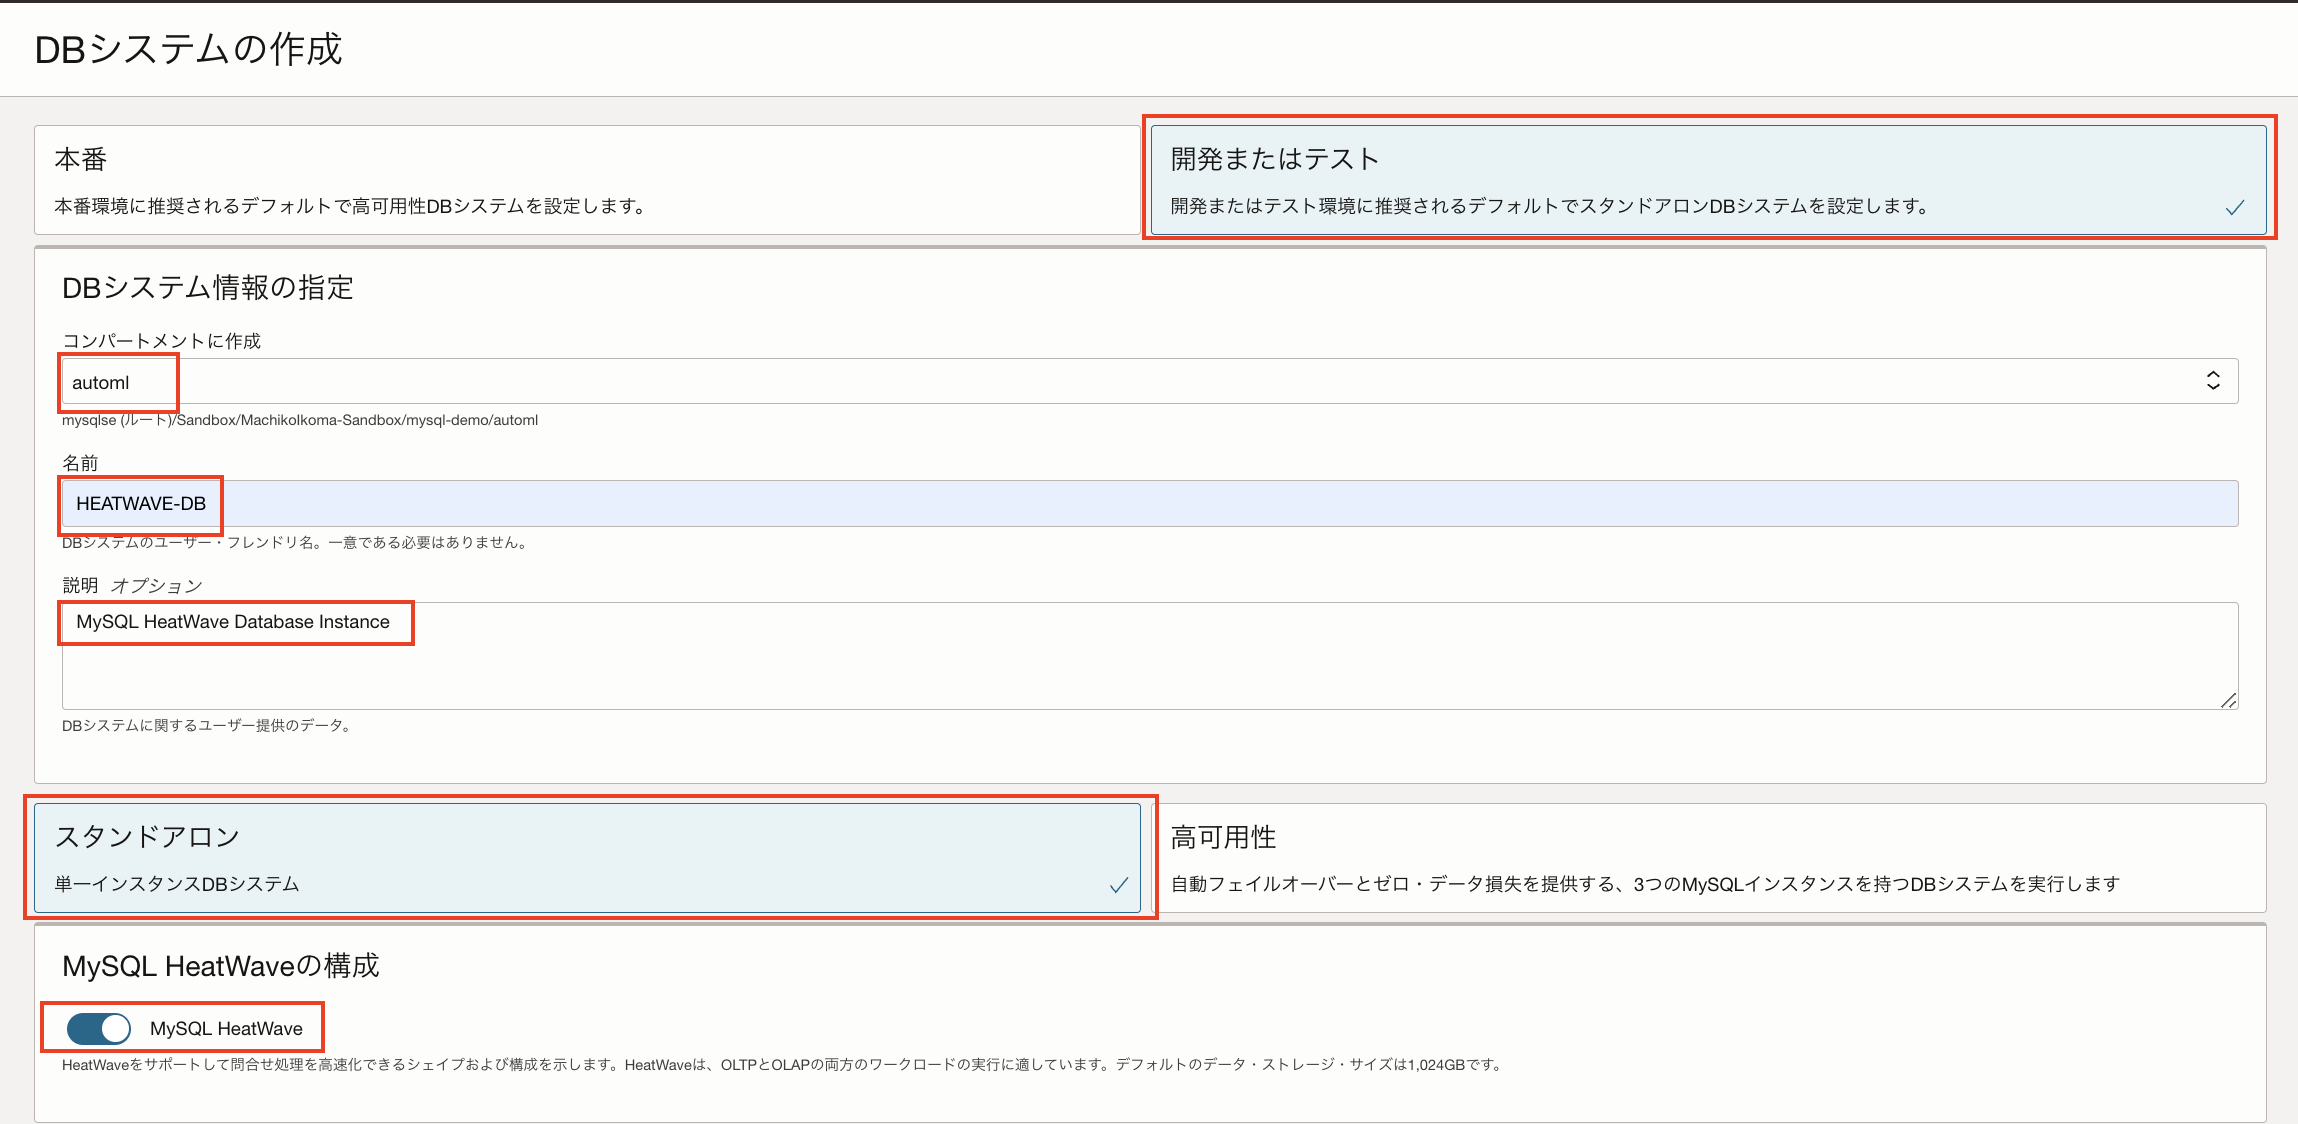 DBシステムの作成
本番
本番環境に推奨されるデフォルトで高可用性DBシステムを設定します。
開発またはテスト
開発またはテスト環境に推奨されるデフォルトでスタンドアロンDBシステムを設定します。
DBシステム情報の指定
コンパートメントに作成
automl
mysqlse (ルート)/Sandbox/MachikoIkoma-Sandbox/mysql-demo/automl
名前
HEATWAVE-DB
DBシステムのユーザー・フレンドリ名。一意である必要はありません。
説明 オプション
MySQL HeatWave Database Instance
DBシステムに関するユーザー提供のデータ。
スタンドアロン
単一インスタンスDBシステム
高可用性
自動フェイルオーバーとゼロ・データ損失を提供する、3つのMySQLインスタンスを持つDBシステムを実行します
MySQL HeatWaveの構成
MySQL HeatWave
HeatWaveをサポートして問合せ処理を高速化できるシェイプおよび構成を示します。HeatWaveは、OLTPとOLAPの両方のワークロードの実行に適しています。デフォルトのデータ・ストレージ・サイズは1,024GBです。